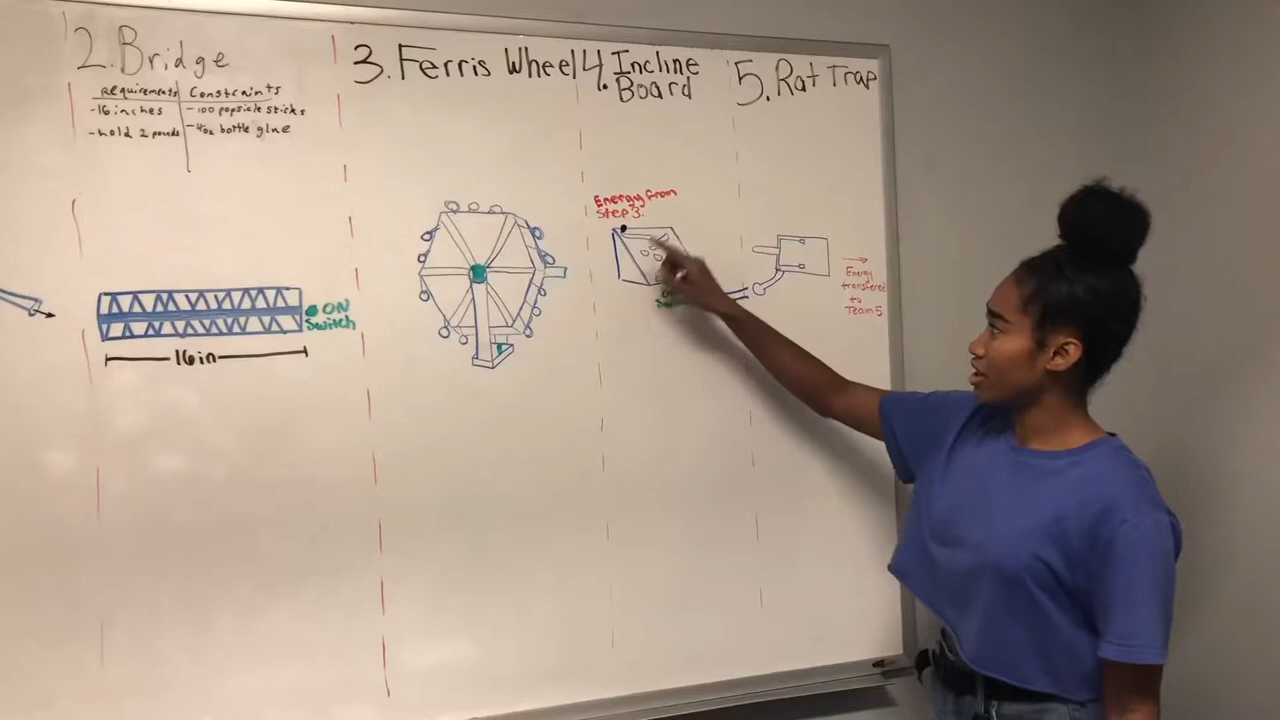 2. Bridge
Requirements
Constraints
-16 inches
-100 popsicle sticks
-hold 2 pounds
-4oz bottle glue
ON
Switch
16in
3. Ferris Wheel
4. Incline
Board
Energy from
Step 3.
5. Rat Trap
Energy
transfered
to
Team 5